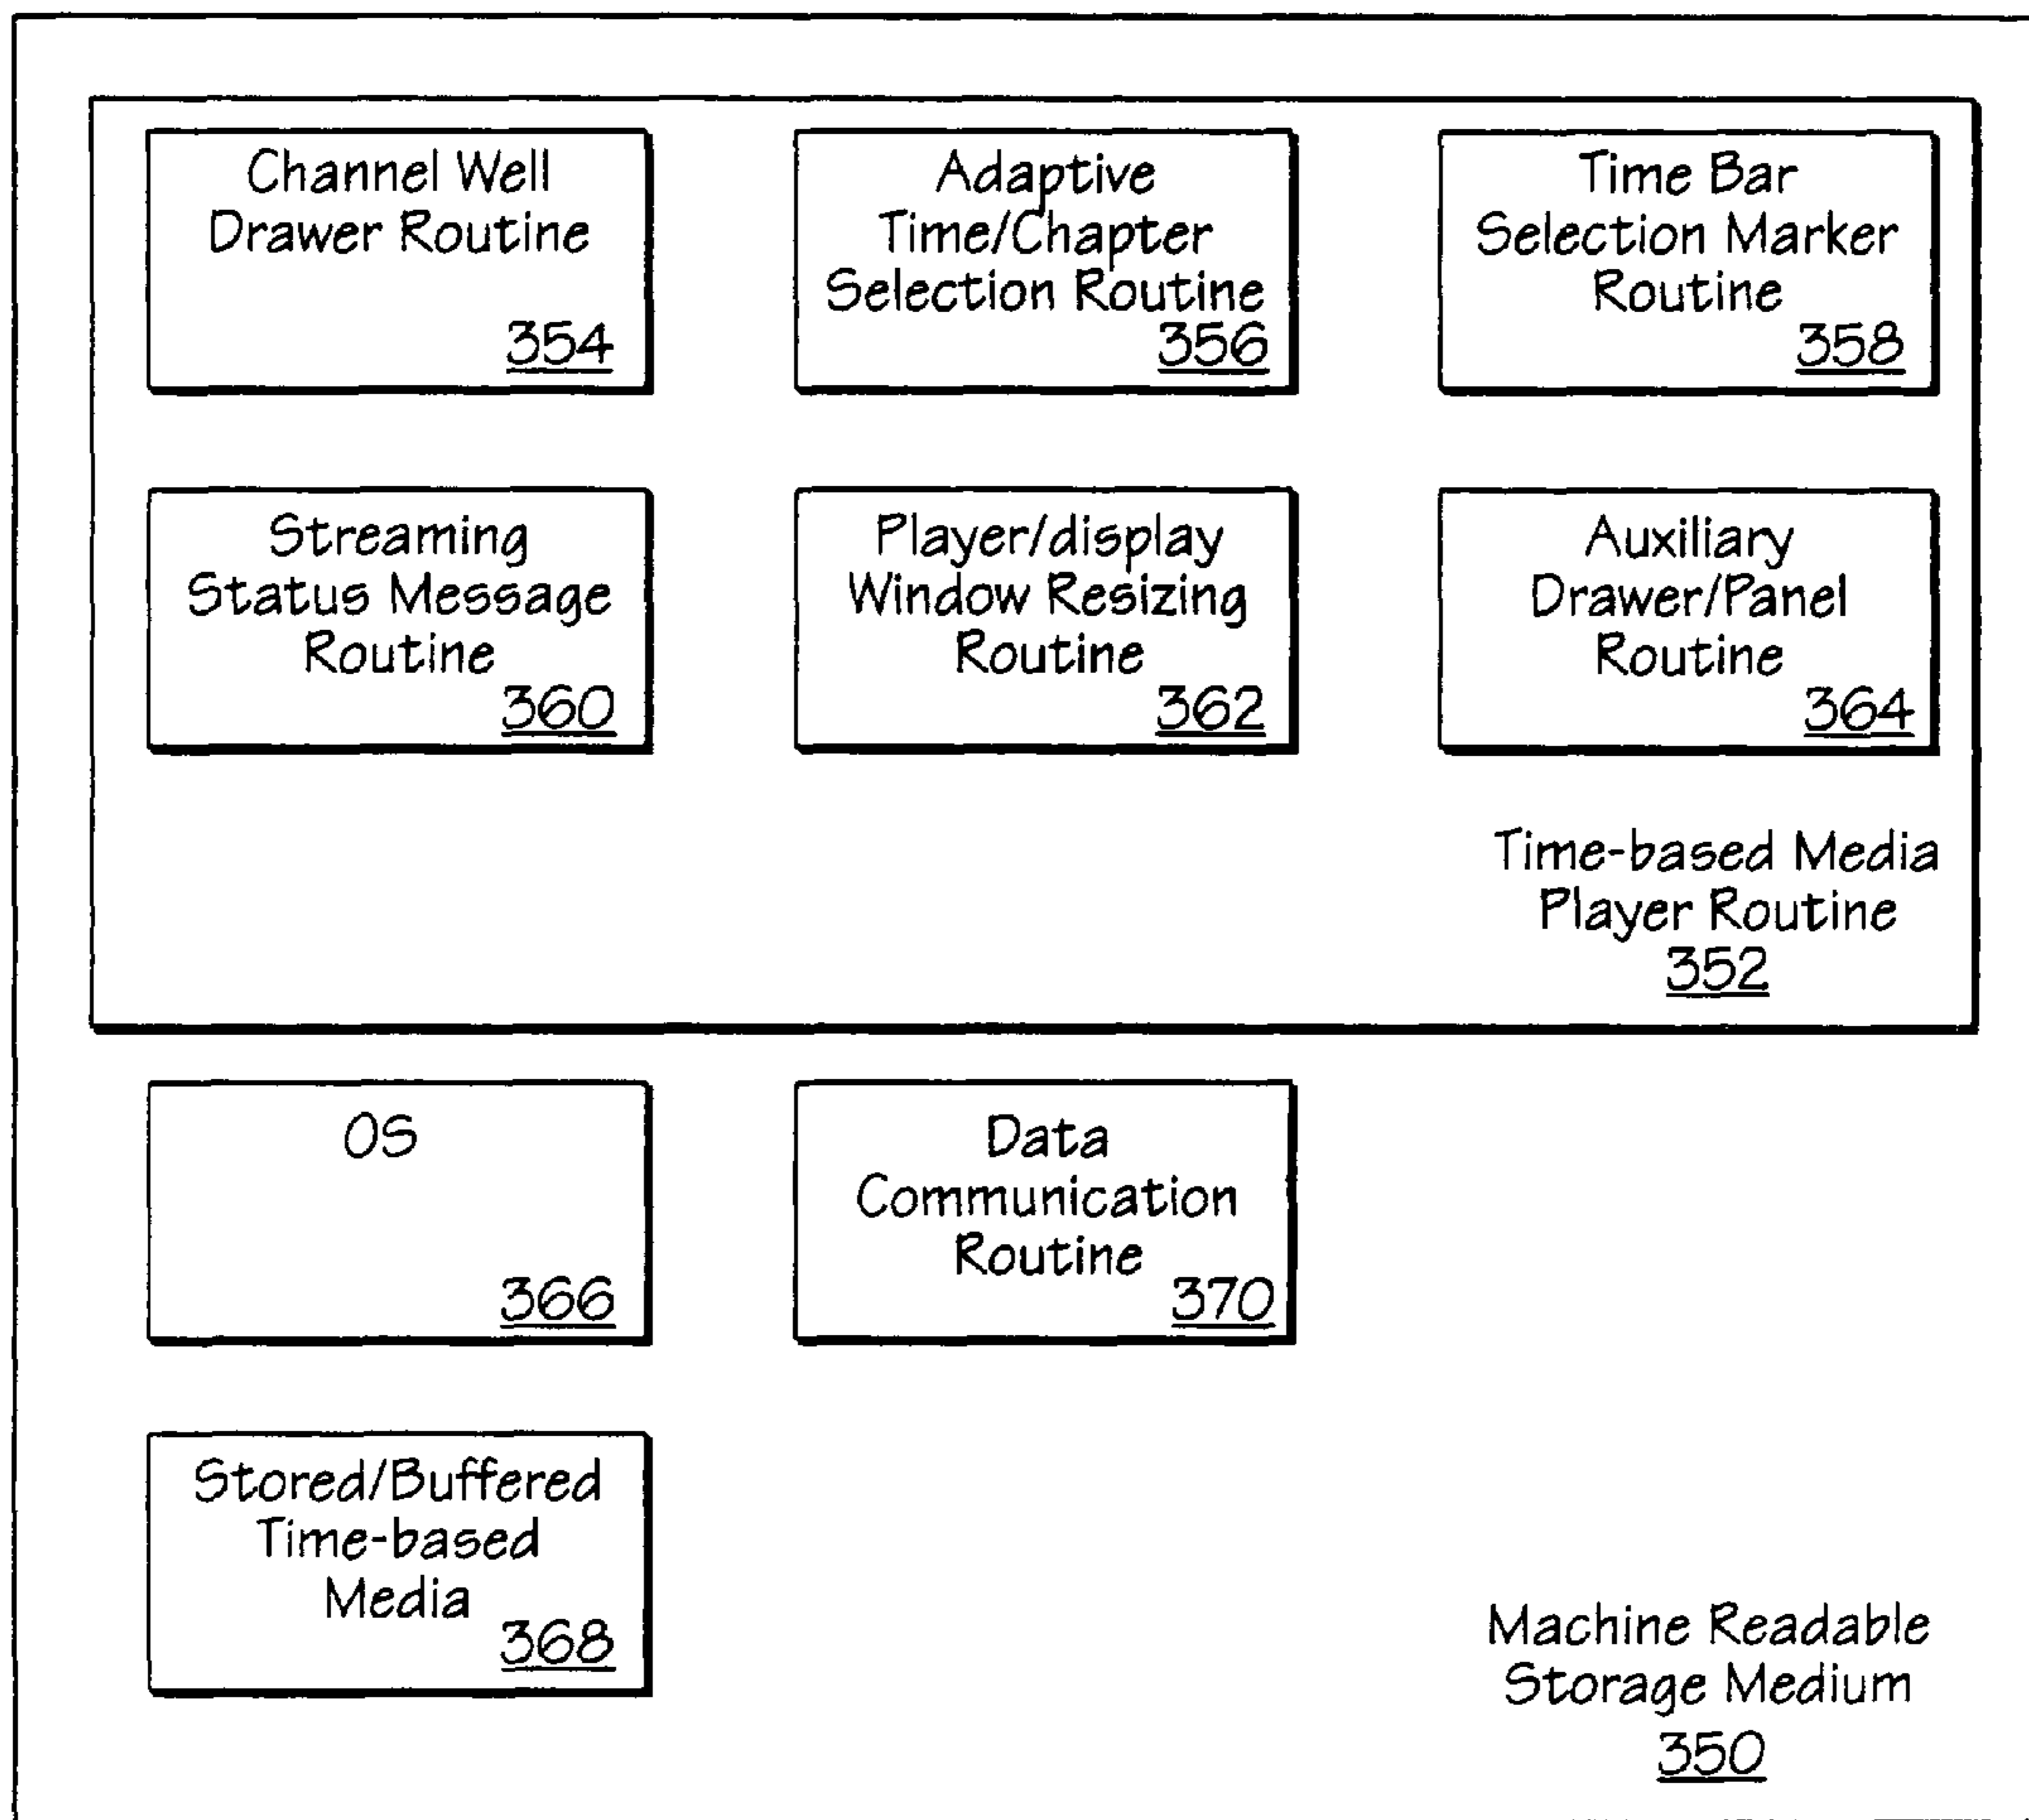 Channel Well
Drawer Routine
354
Adaptive
Time/Chapter
Selection Routine
356
Time Bar
Selection Marker
Routine
358
Streaming
Status Message
Routine
360
Player/display
Window Resizing
Routine
362
Auxiliary
Drawer/Panel
Routine
364
Time-based Media
Player Routine
352
OS
366
Data
Communication
Routine
370
Stored/Buffered
Time-based
Media
368
Machine Readable
Storage Medium
350